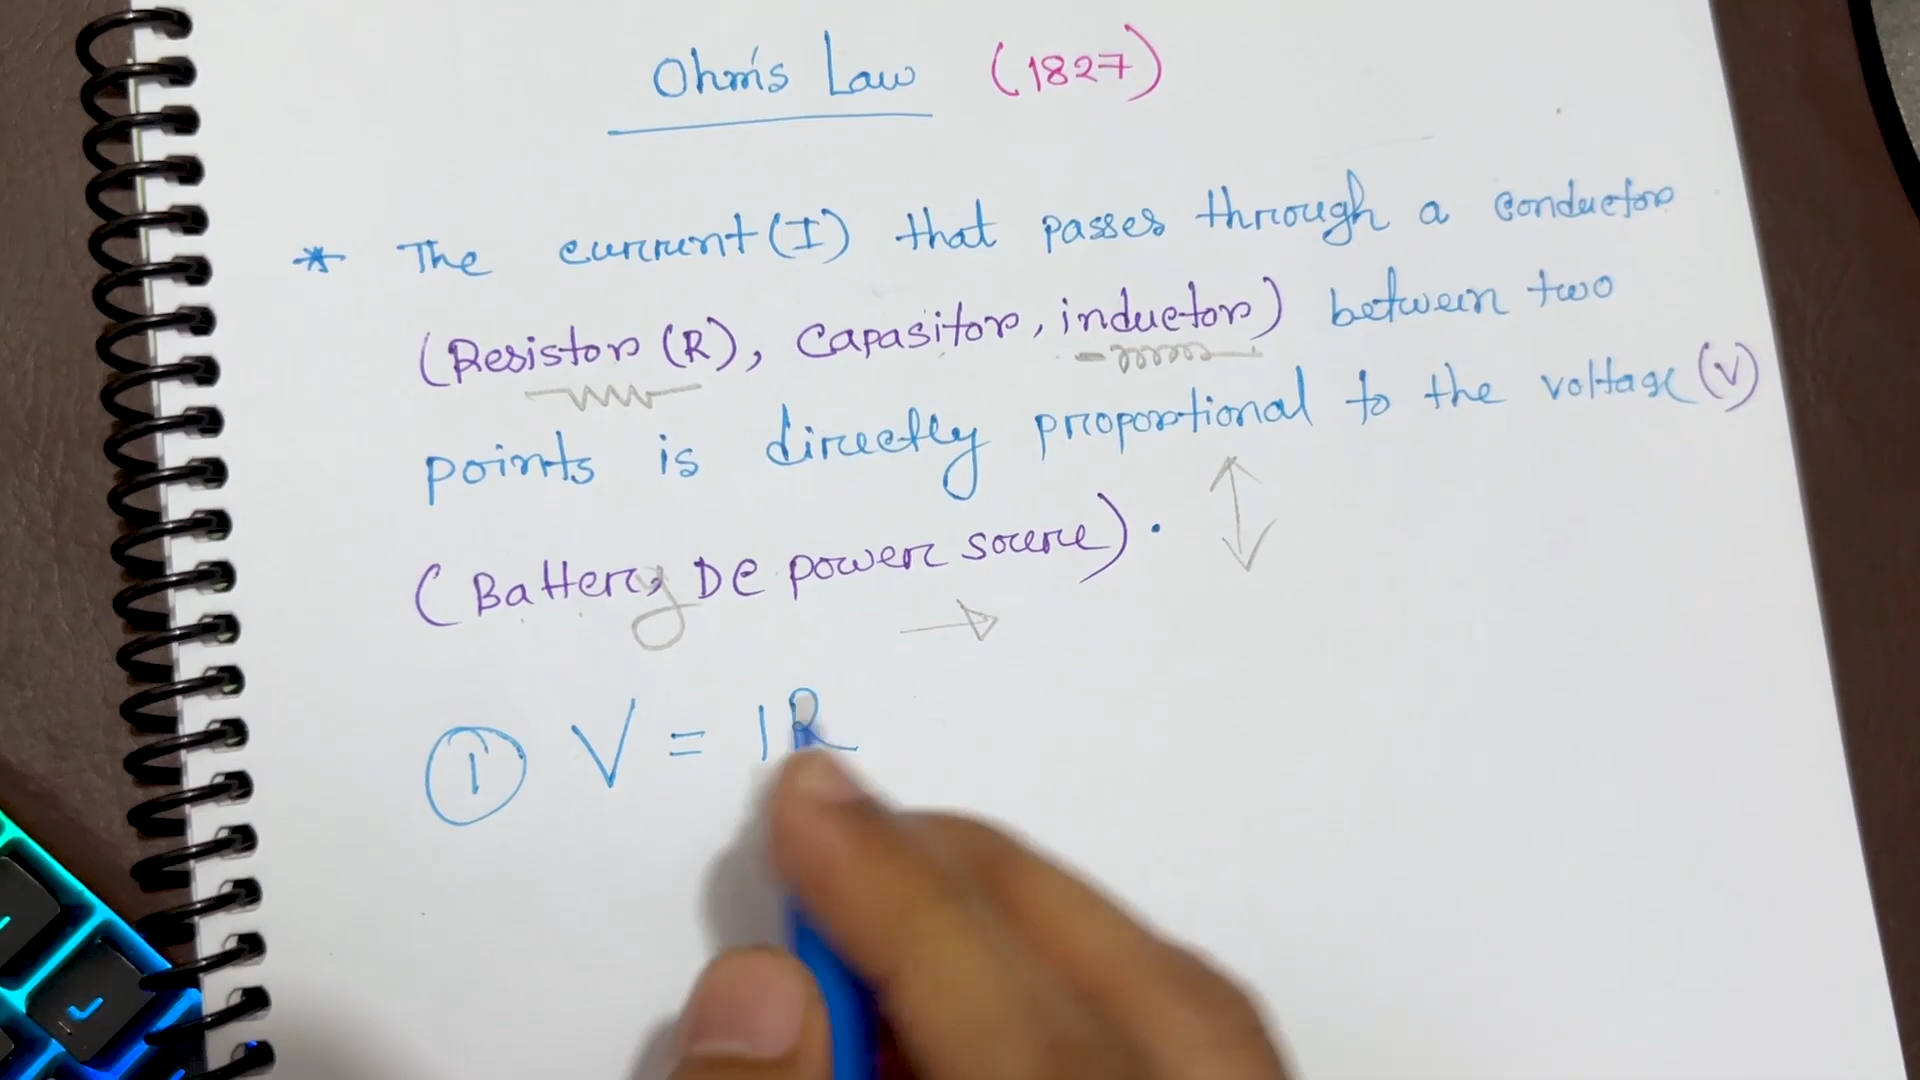 Ohm's Law (1827)
* The current (I) that passes through a conductor
(Resistor (R), Capasitor, inductor) between two
points is directly proportional to the voltage (V)
(Battery, DC power source).
① V = IR